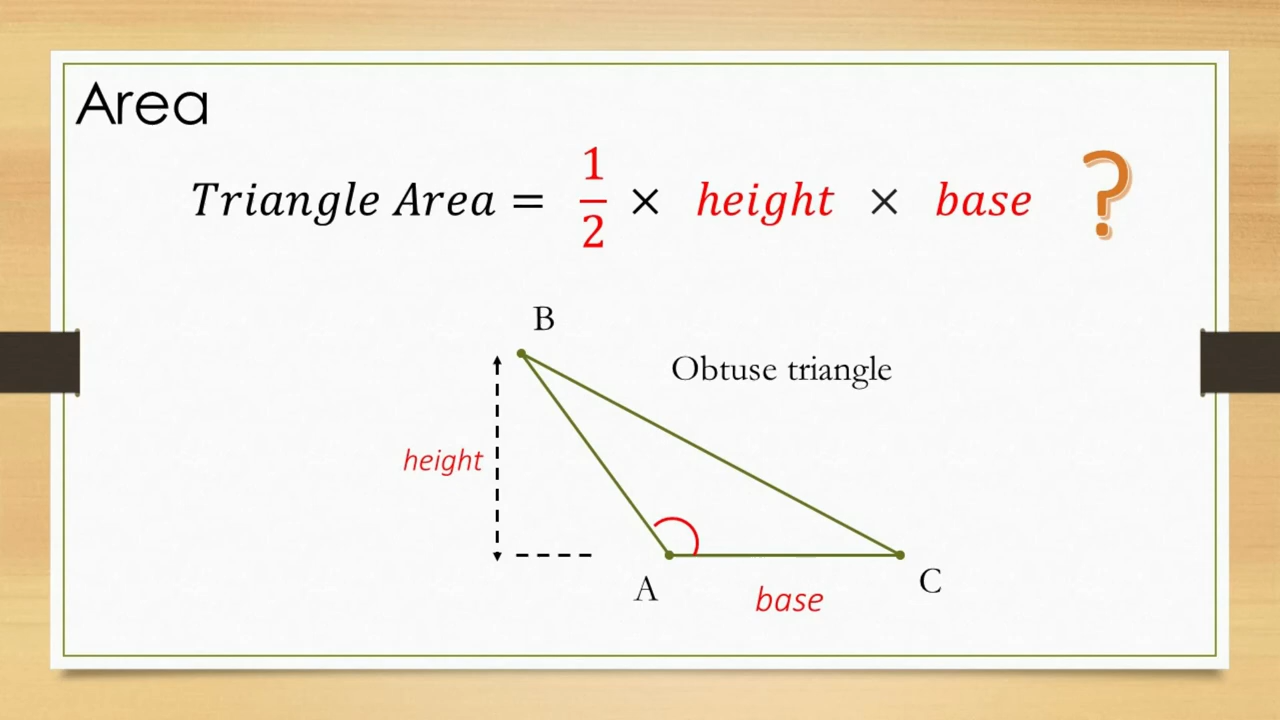 Area
Triangle Area = 1/2 × height × base ?
B
Obtuse triangle
height
A
base
C